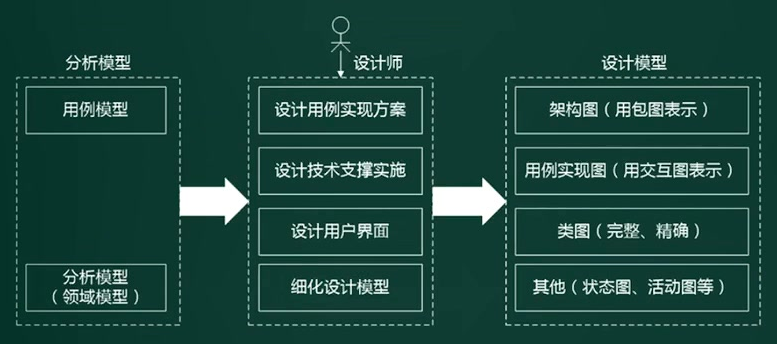 分析模型
设计师
设计模型
用例模型
分析模型
（领域模型）
设计用例实现方案
设计技术支撑实施
设计用户界面
细化设计模型
架构图（用包图表示）
用例实现图（用交互图表示）
类图（完整、精确）
其他（状态图、活动图等）